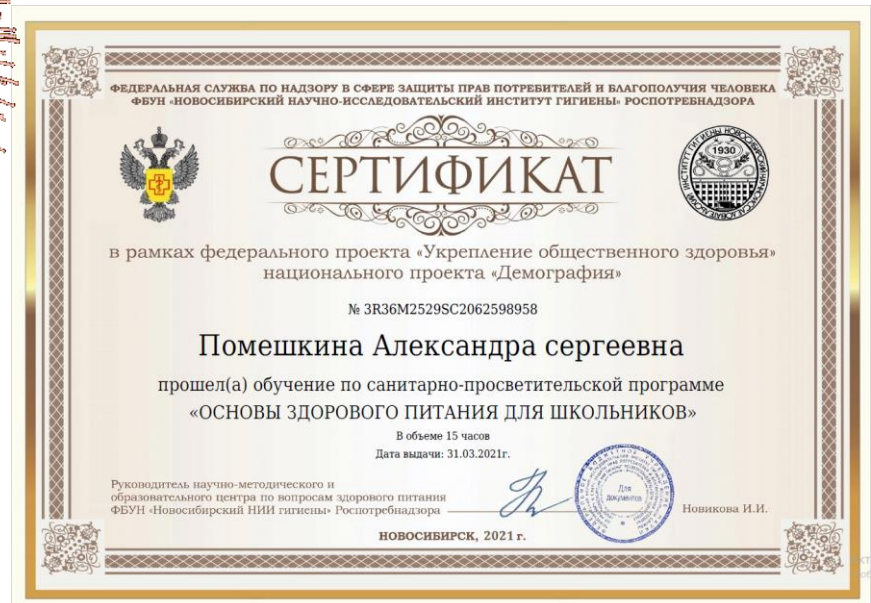 ФЕДЕРАЛЬНАЯ СЛУЖБА ПО НАДЗОРУ В СФЕРЕ ЗАЩИТЫ ПРАВ ПОТРЕБИТЕЛЕЙ И БЛАГОПОЛУЧИЯ ЧЕЛОВЕКА
ФБУН «НОВОСИБИРСКИЙ НАУЧНО-ИССЛЕДОВАТЕЛЬСКИЙ ИНСТИТУТ ГИГИЕНЫ» РОСПОТРЕБНАДЗОРА
1930
СЕРТИФИКАТ
в рамках федерального проекта «Укрепление общественного здоровья»
национального проекта «Демография»
№ 3R36M2529SC2062598958
Помешкина Александра сергеевна
прошел(а) обучение по санитарно-просветительской программе
«ОСНОВЫ ЗДОРОВОГО ПИТАНИЯ ДЛЯ ШКОЛЬНИКОВ»
В объеме 15 часов
Дата выдачи: 31.03.2021г.
Руководитель научно-методического и
образовательного центра по вопросам здорового питания
ФБУН «Новосибирский НИИ гигиены» Роспотребнадзора
Для
документов
Новикова И.И.
НОВОСИБИРСК, 2021 г.